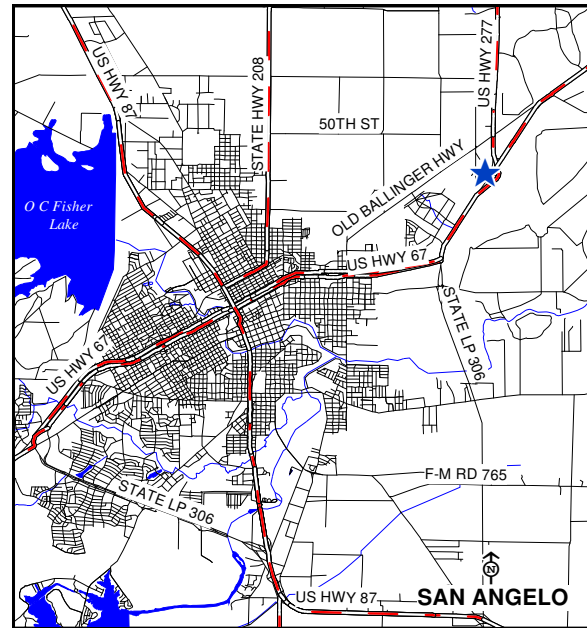 US HWY 87
STATE HWY 208
US HWY 277
50TH ST
OLD BALLINGER HWY
O C Fisher
Lake
US HWY 67
STATE LP 306
US HWY 67
F-M RD 765
STATE LP 306
N
US HWY 87
SAN ANGELO